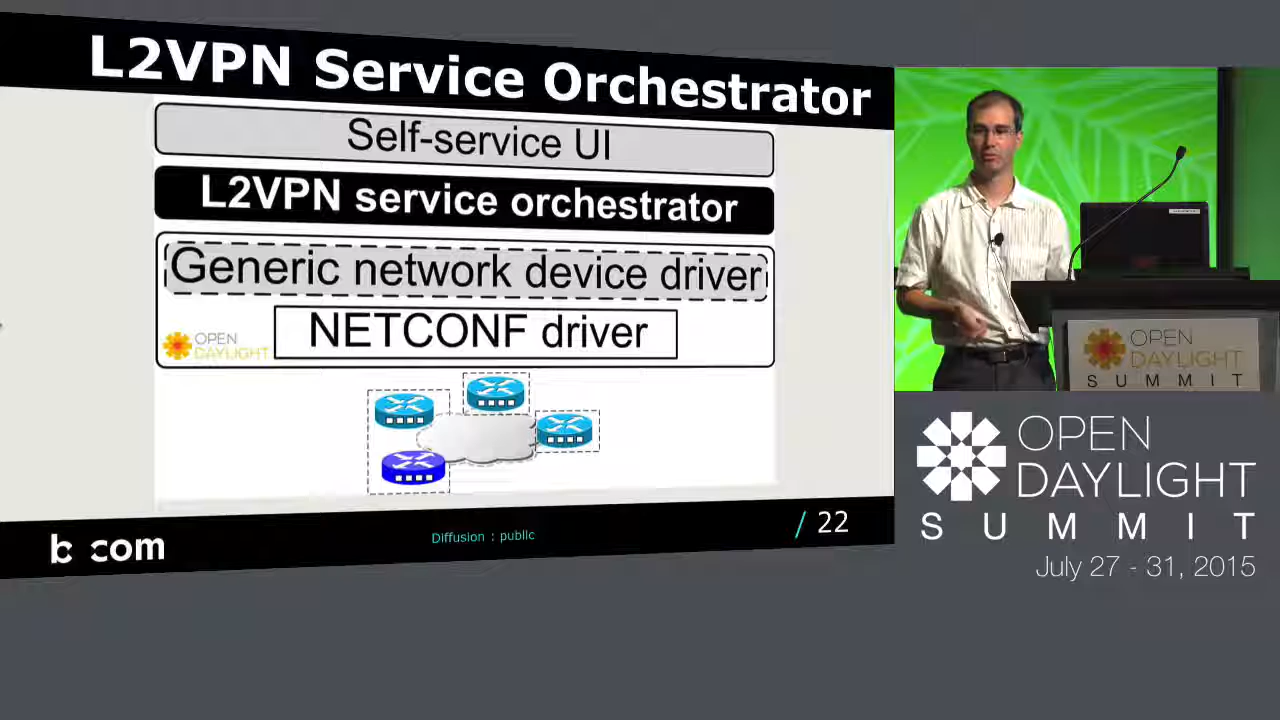 L2VPN Service Orchestrator
Self-service UI
L2VPN service orchestrator
Generic network device driver
OPEN
DAYLIGHT
NETCONF driver
b com
Diffusion : public
/ 22
OPEN
DAYLIGHT
SUMMIT
OPEN
DAYLIGHT
SUMMIT
July 27 - 31, 2015